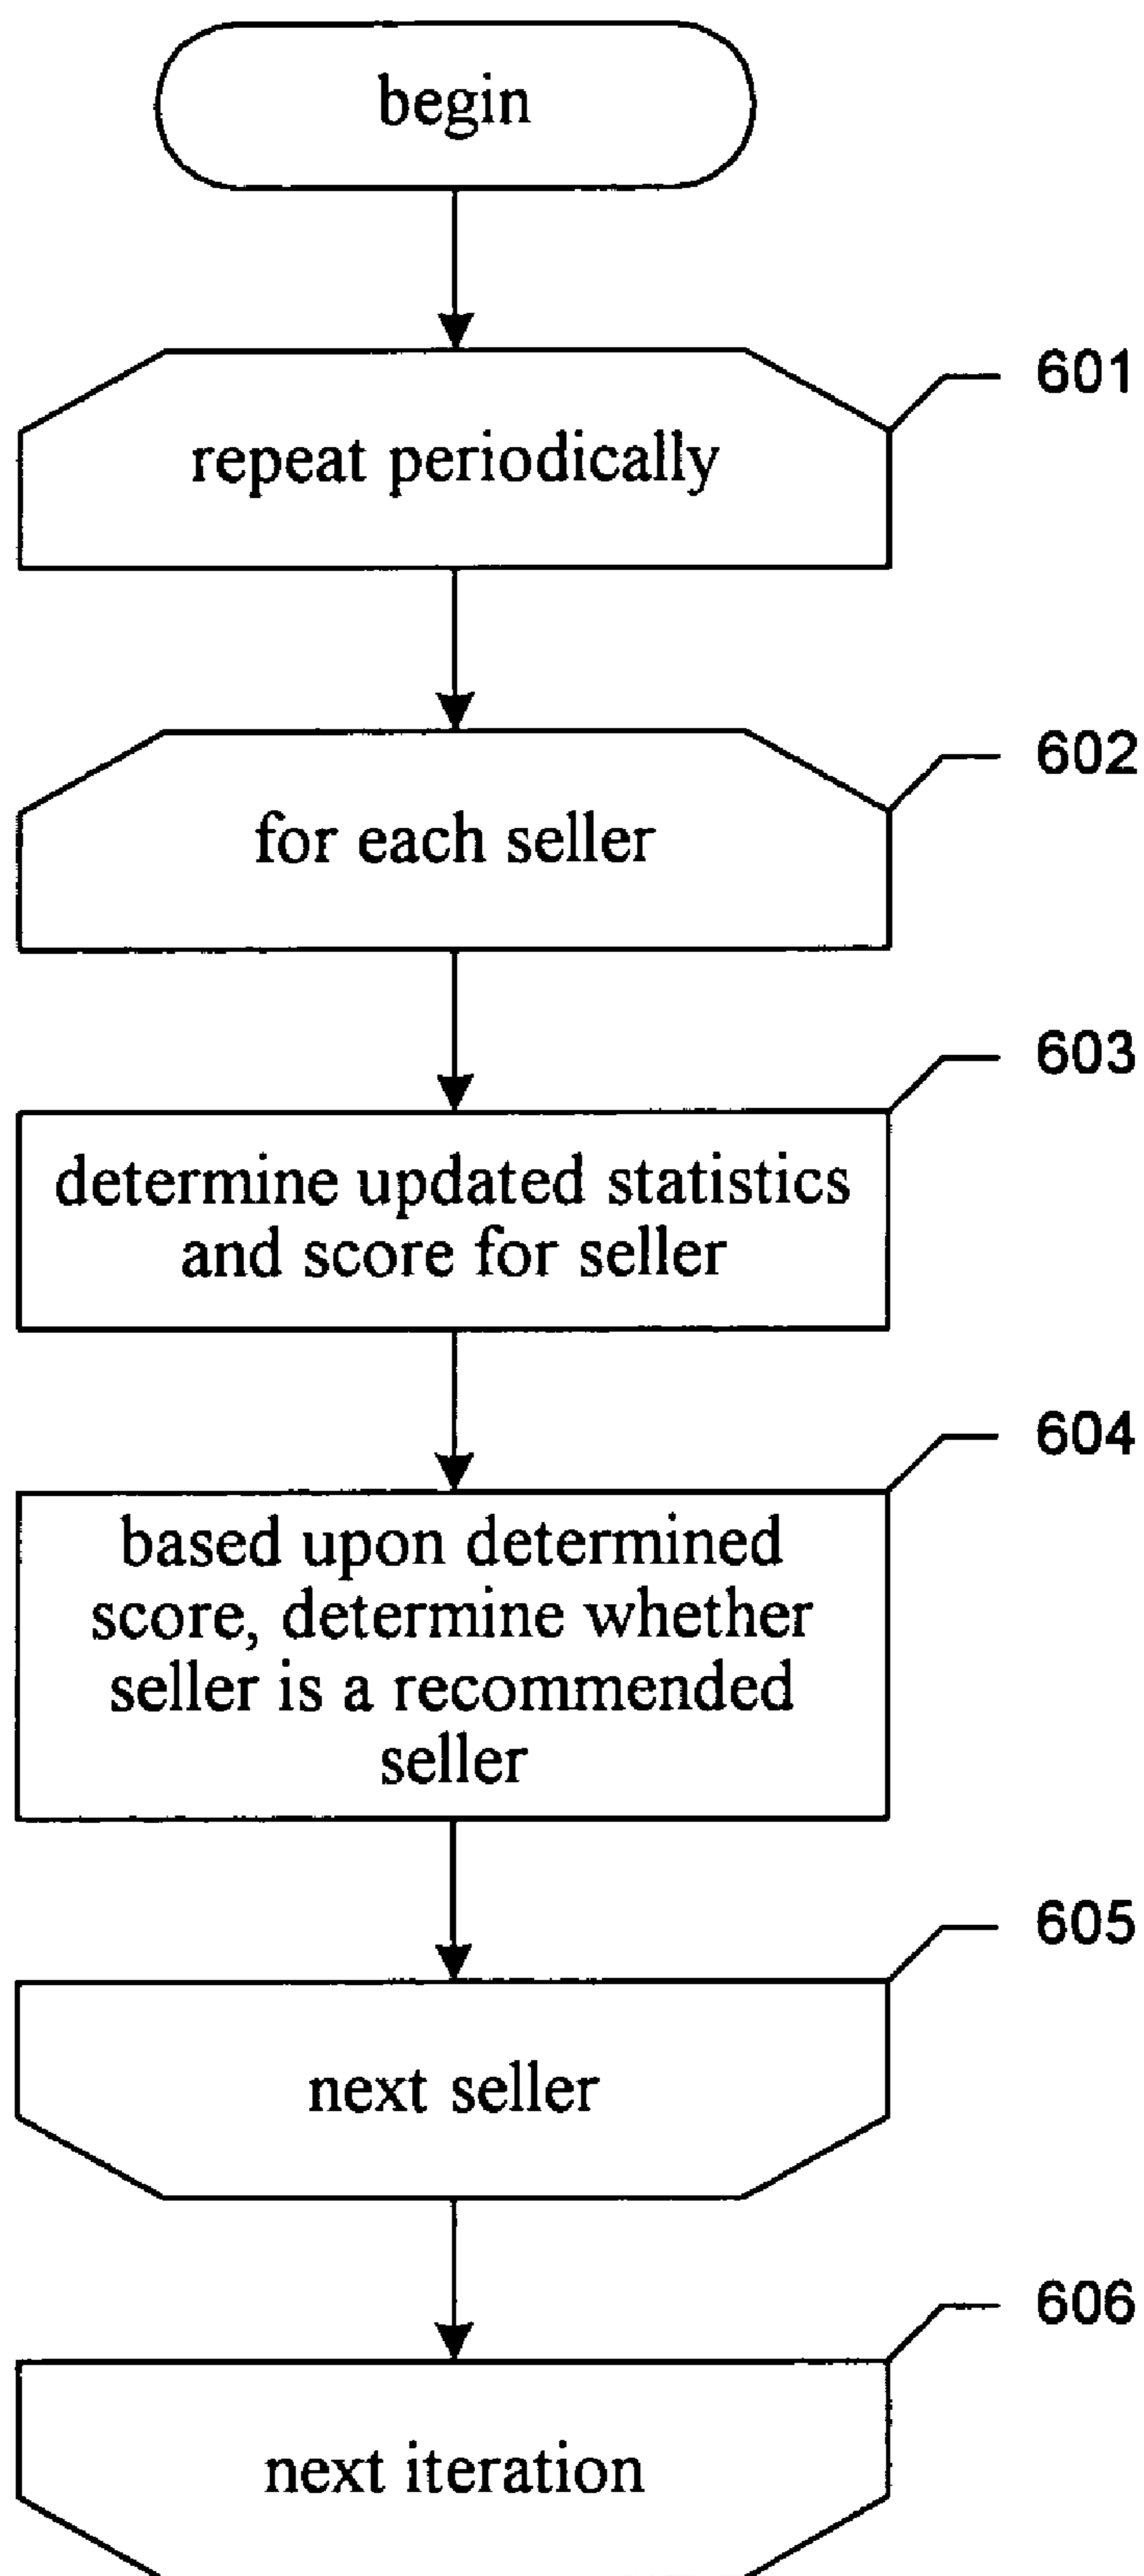 begin
601
repeat periodically
602
for each seller
603
determine updated statistics
and score for seller
604
based upon determined
score, determine whether
seller is a recommended
seller
605
next seller
606
next iteration